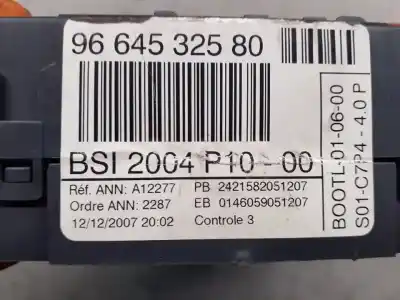 96 645 325 80
BSI 2004 P10 - 00
Réf. ANN: A12277 PB 2421582051207
Ordre ANN: 2287 EB 0146059051207
12/12/2007 20:02 Controle 3
BOOTL-01-06-00
S01-C7P4 - 4.0 P